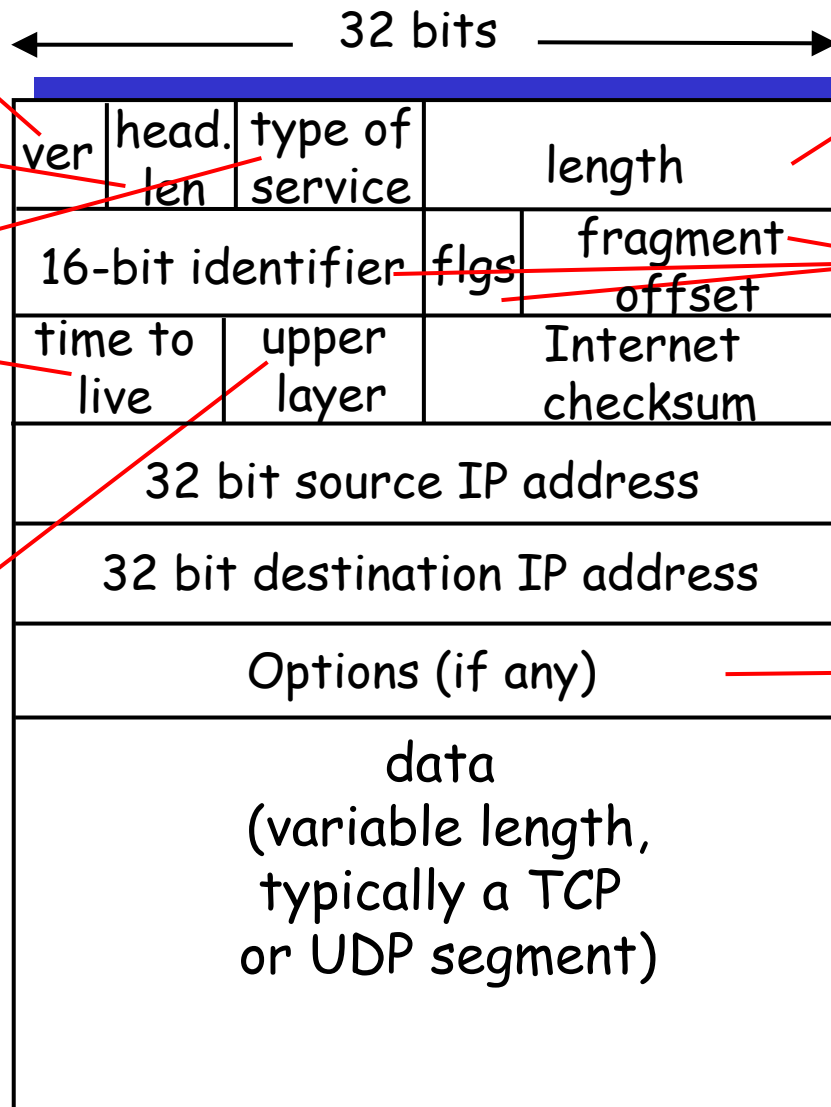 32 bits
ver
head.
len
type of
service
length
16-bit identifier
flgs
fragment
offset
time to
live
upper
layer
Internet
checksum
32 bit source IP address
32 bit destination IP address
Options (if any)
data
(variable length,
typically a TCP
or UDP segment)